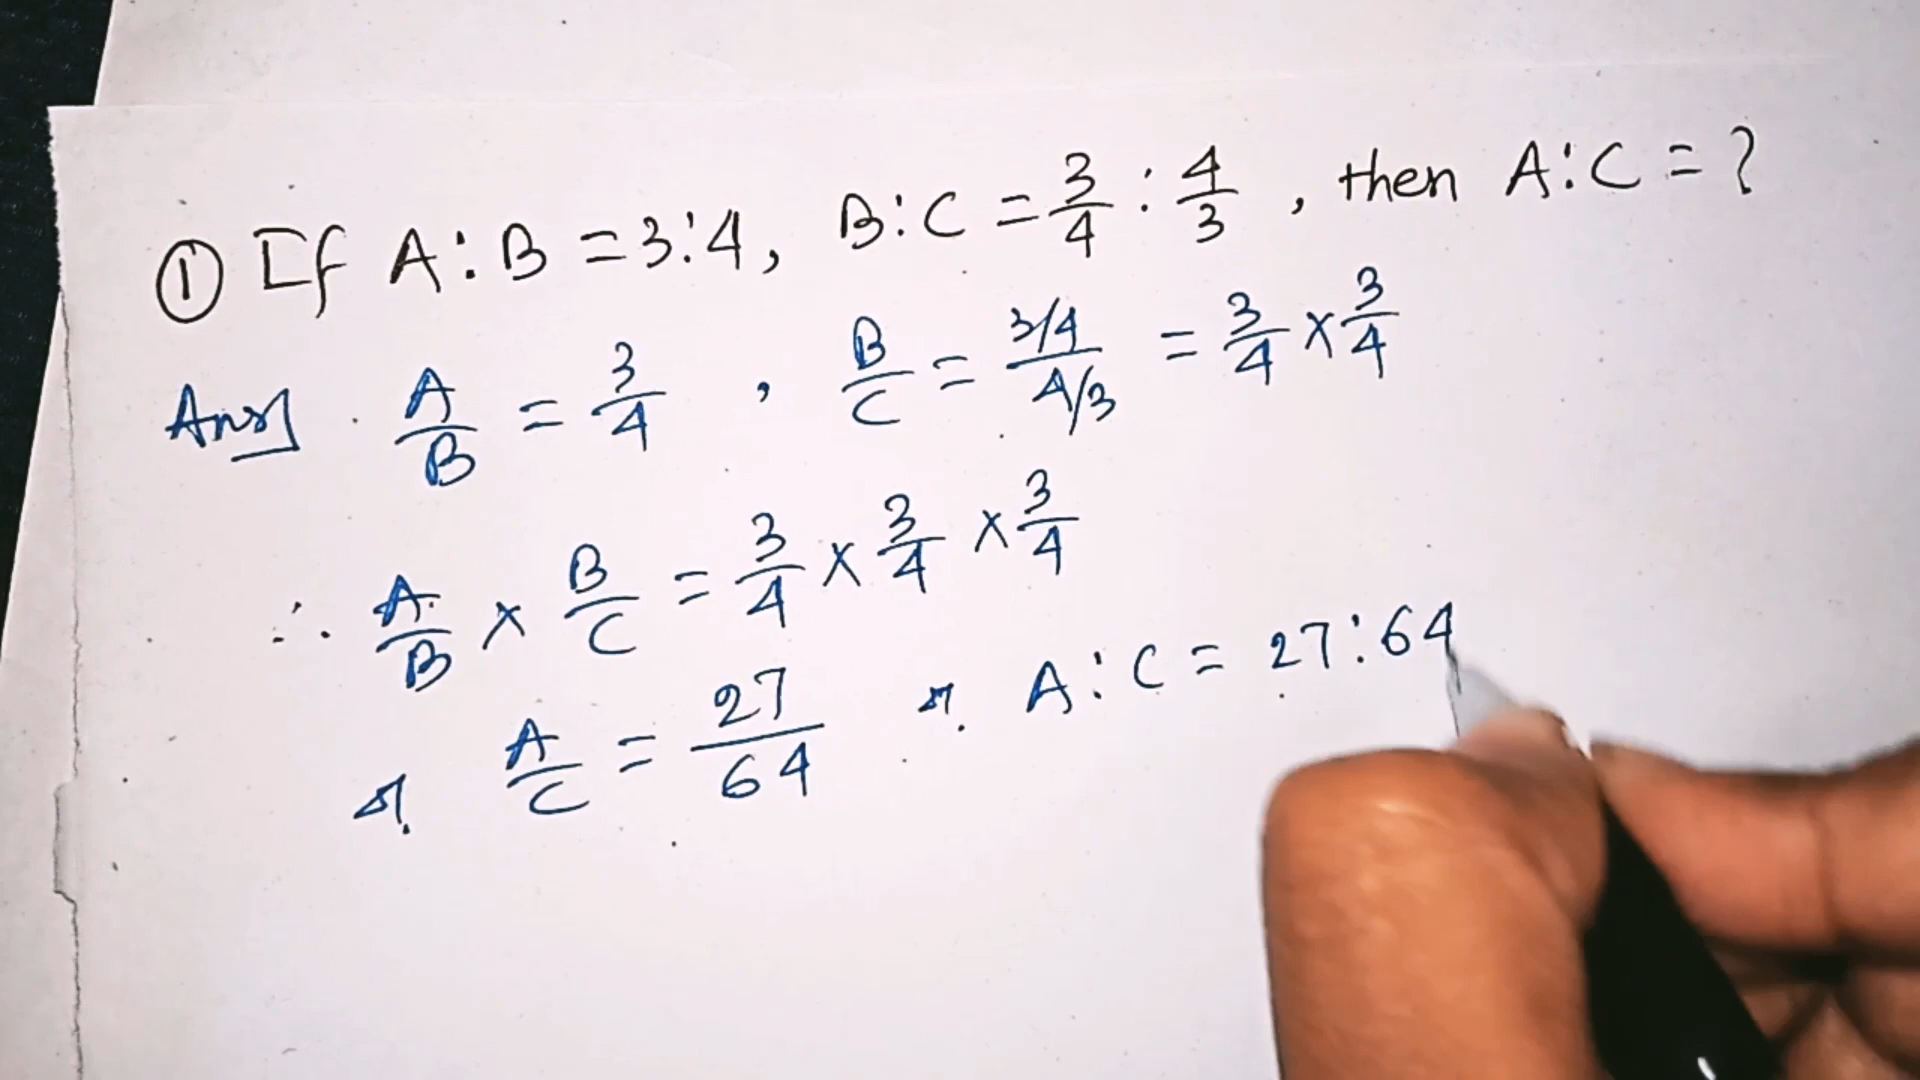 ① If A:B = 3:4, B:C = 3/4 : 4/3, then A:C = ?
Ans A/B = 3/4, B/C = (3/4)/(4/3) = 3/4 × 3/4
∴ A/B × B/C = 3/4 × 3/4 × 3/4
বা. A/C = 27/64 বা. A:C = 27:64